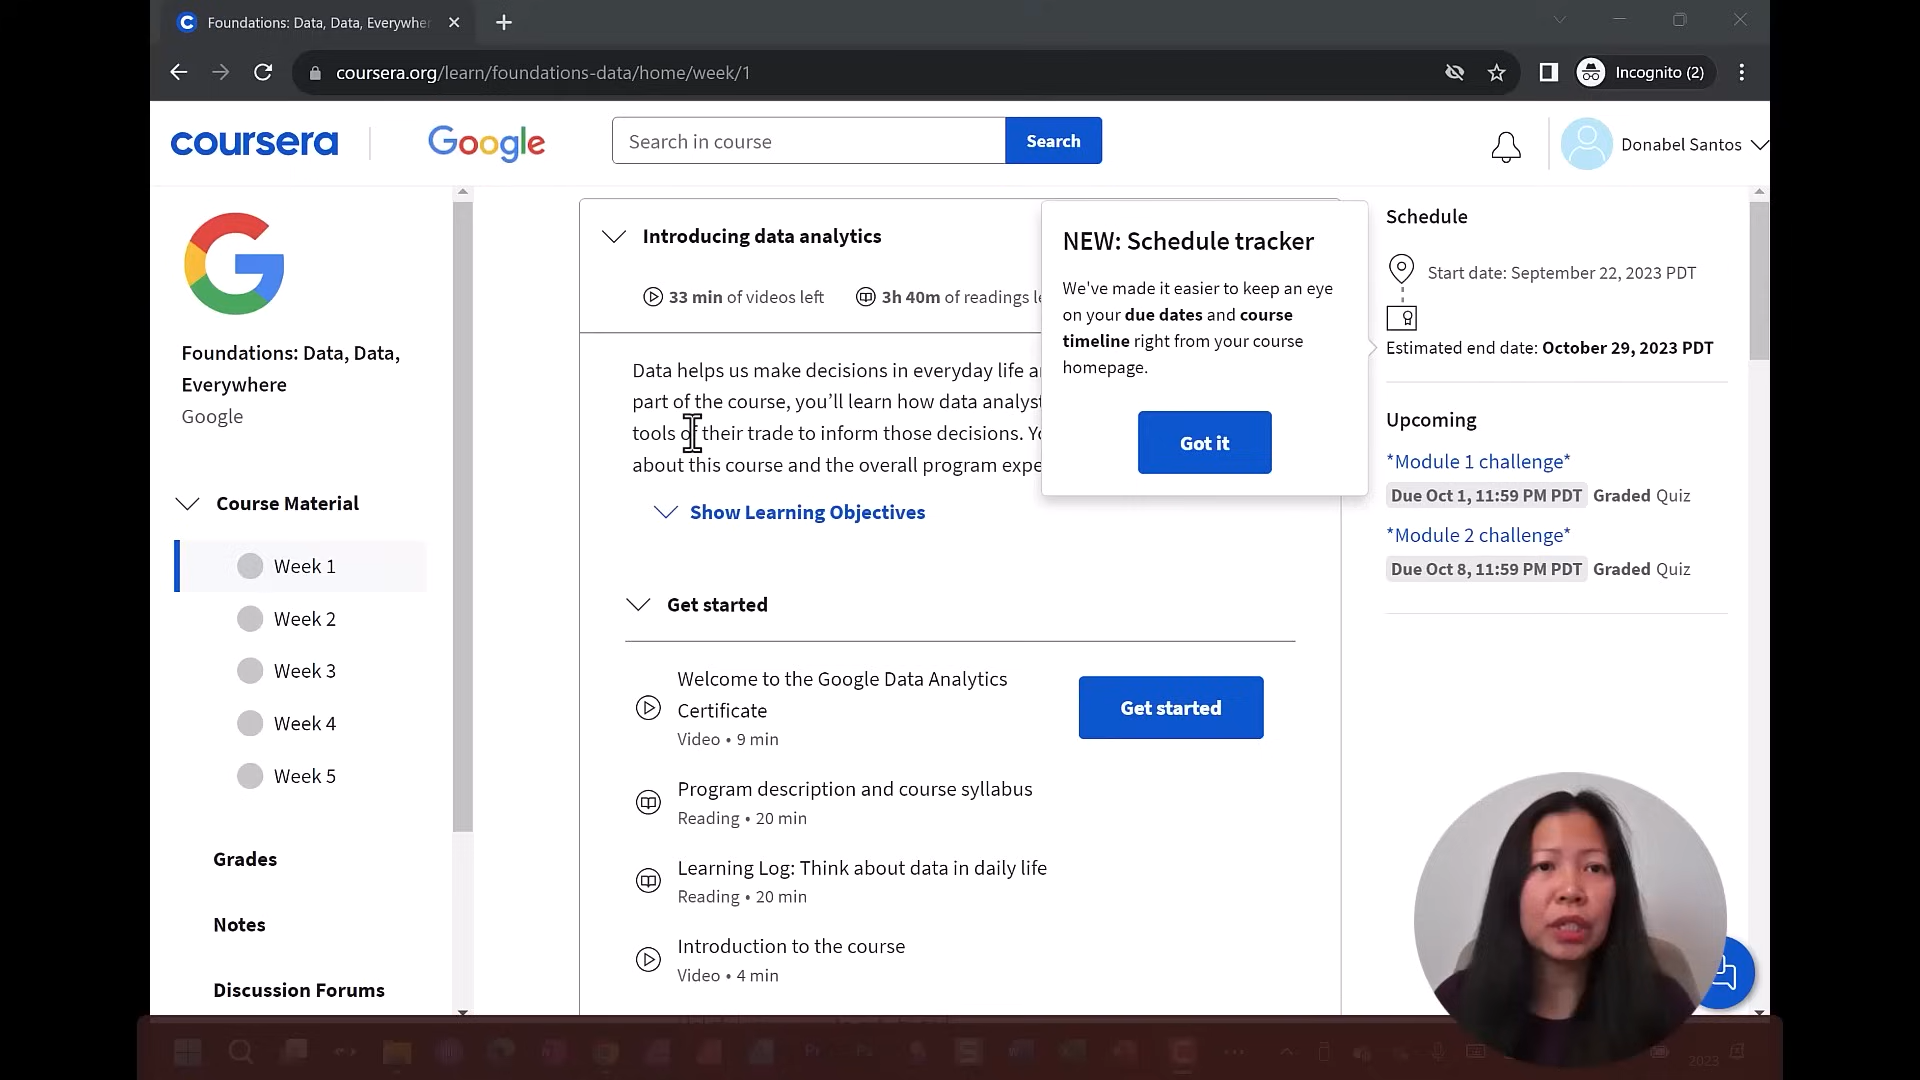 Foundations: Data, Data, Everywhe
coursera.org/learn/foundations-data/home/week/1
Incognito (2)
coursera
Google
Search in course
Search
Donabel Santos
Foundations: Data, Data,
Everywhere
Google
Course Material
Week 1
Week 2
Week 3
Week 4
Week 5
Grades
Notes
Discussion Forums
Introducing data analytics
33 min of videos left
3h 40m of readings
Data helps us make decisions in everyday life
part of the course, you’ll learn how data analyst
tools of their trade to inform those decisions.
about this course and the overall program
Show Learning Objectives
Get started
Welcome to the Google Data Analytics
Certificate
Video • 9 min
Get started
Program description and course syllabus
Reading • 20 min
Learning Log: Think about data in daily life
Reading • 20 min
Introduction to the course
Video • 4 min
NEW: Schedule tracker
We've made it easier to keep an eye
on your due dates and course
timeline right from your course
homepage.
Got it
Schedule
Start date: September 22, 2023 PDT
Estimated end date: October 29, 2023 PDT
Upcoming
*Module 1 challenge*
Due Oct 1, 11:59 PM PDT Graded Quiz
*Module 2 challenge*
Due Oct 8, 11:59 PM PDT Graded Quiz
2023